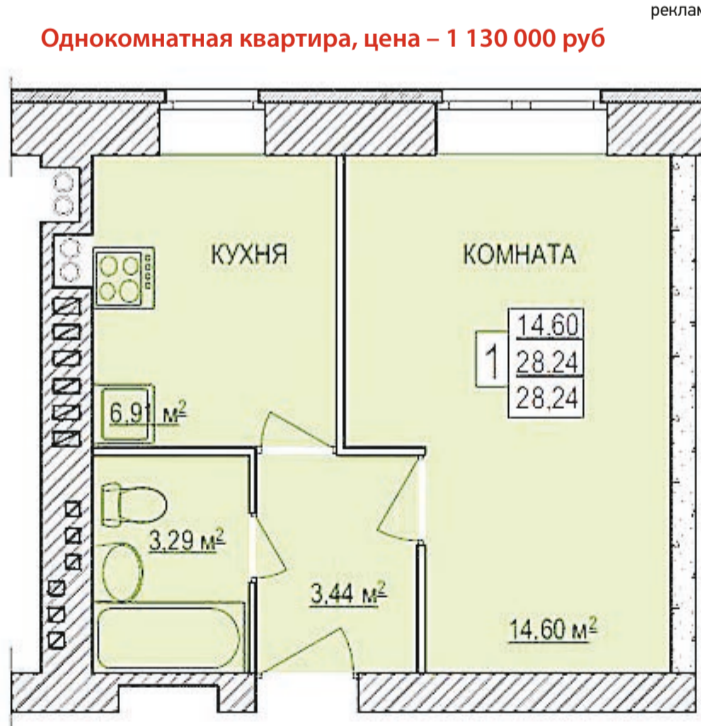 реклам
Однокомнатная квартира, цена – 1 130 000 руб
КУХНЯ
КОМНАТА
1
14.60
28.24
28,24
6,91 м²
3,29 м²
3,44 м²
14.60 м²